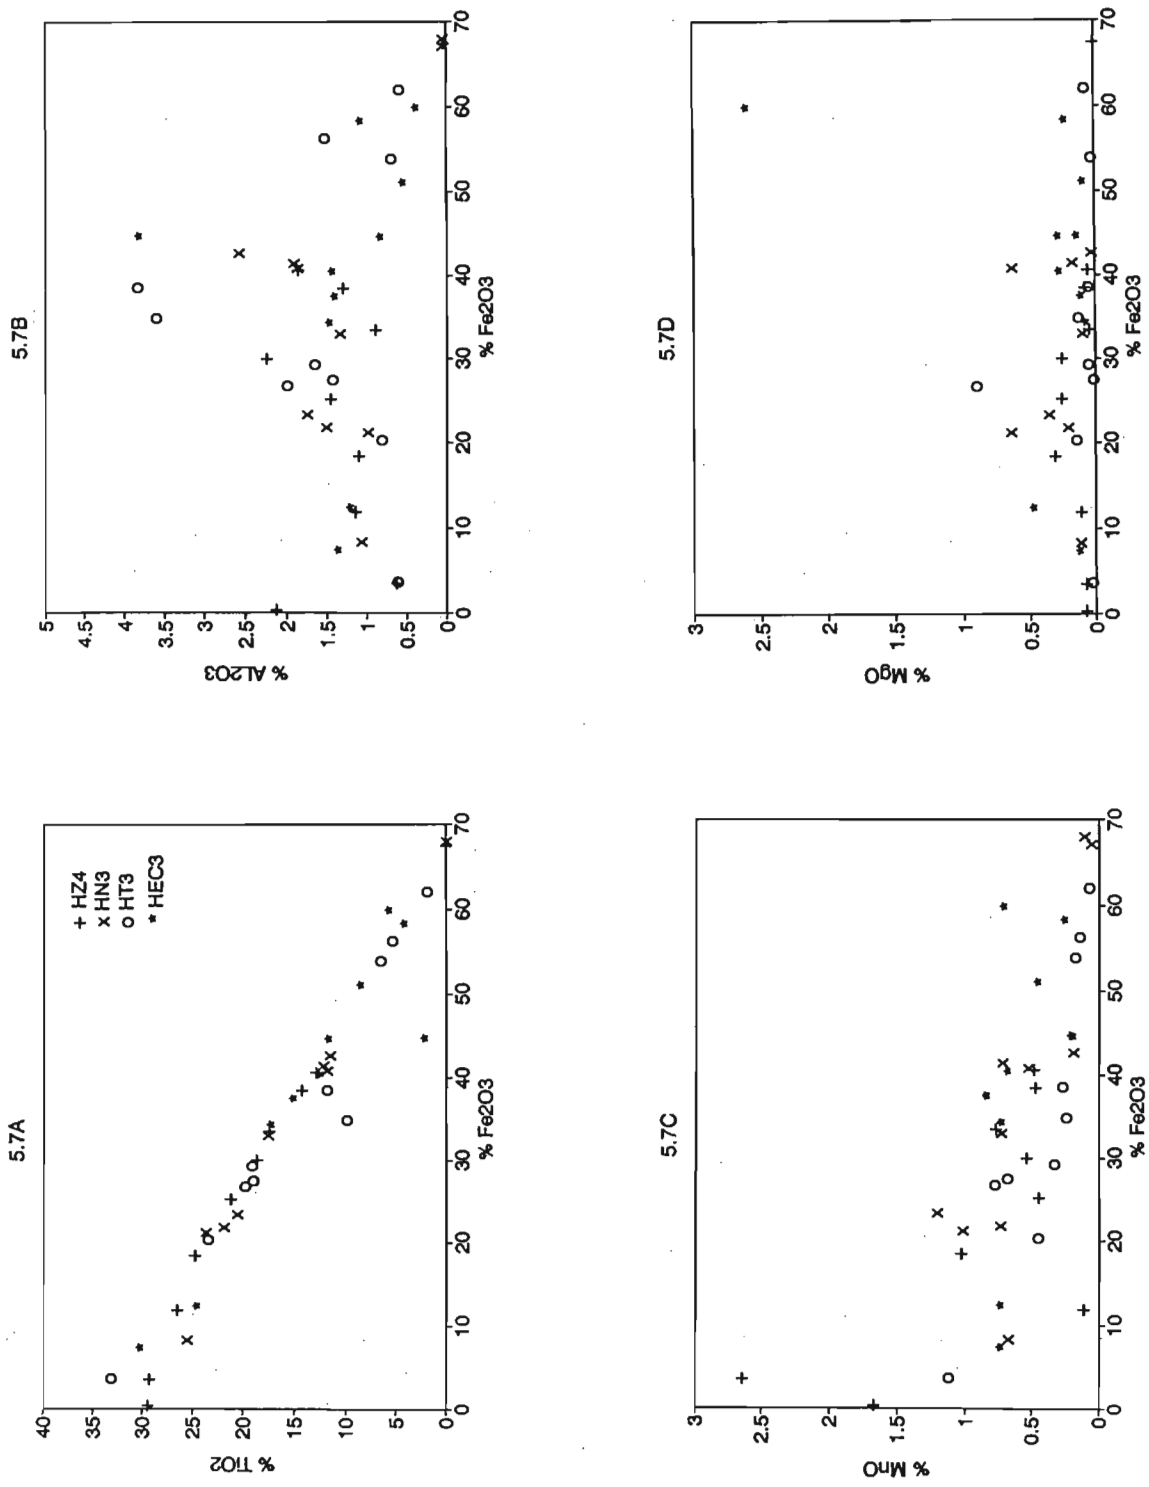 5.7A
40
35
30
25
20
15
10
5
0
% TiO2
0 10 20 30 40 50 60 70
% Fe2O3
+ HZ4
x HN3
o HT3
* HEC3
5.7B
5
4.5
4
3.5
3
2.5
2
1.5
1
0.5
0
% AL2O3
0 10 20 30 40 50 60 70
% Fe2O3
5.7C
3
2.5
2
1.5
1
0.5
0
% MnO
0 10 20 30 40 50 60 70
% Fe2O3
5.7D
3
2.5
2
1.5
1
0.5
0
% MgO
0 10 20 30 40 50 60 70
% Fe2O3